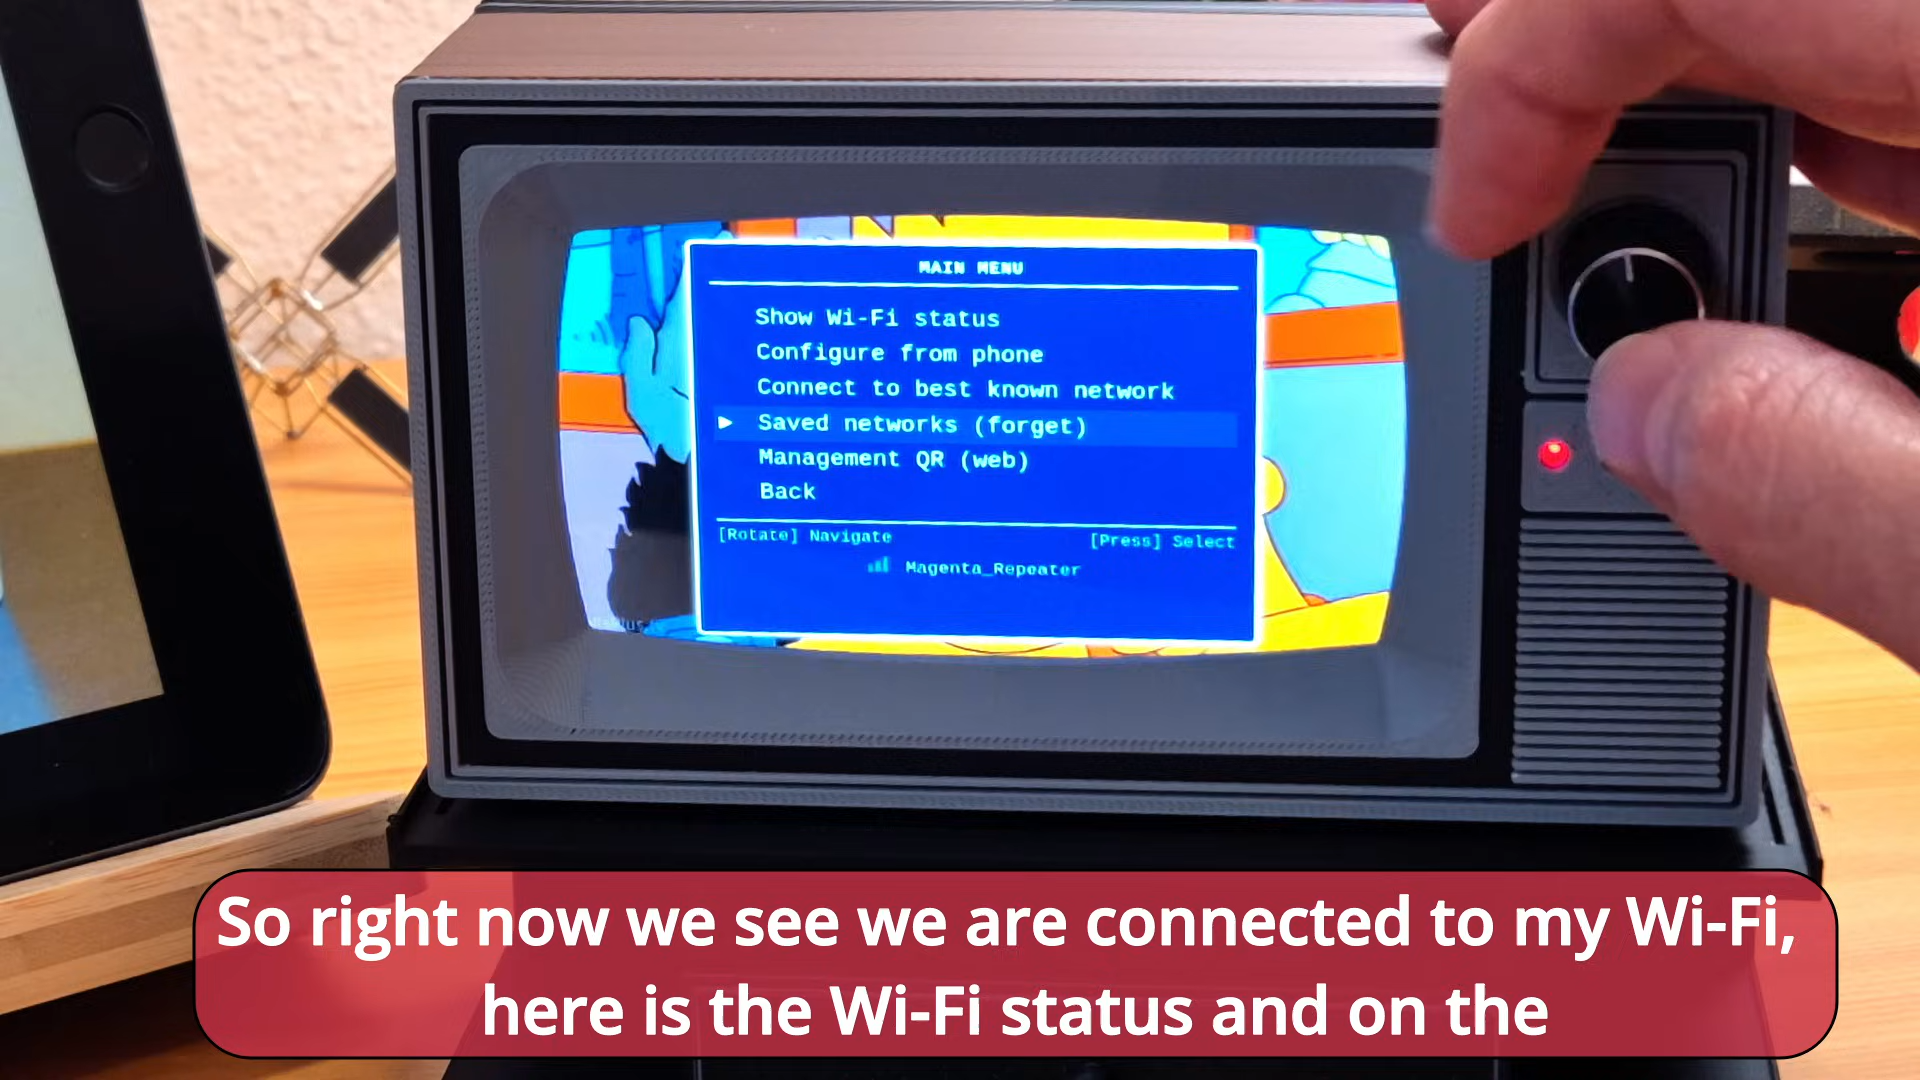 MAIN MENU
Show Wi-Fi status
Configure from phone
Connect to best known network
► Saved networks (forget)
Management QR (web)
Back
[Rotate] Navigate [Press] Select
Magenta_Repeater
So right now we see we are connected to my Wi-Fi,
here is the Wi-Fi status and on the